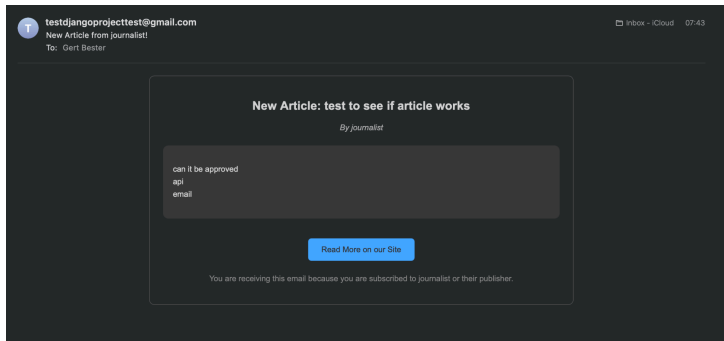 T
testdjangoprojecttest@gmail.com
Inbox - iCloud 07:43
New Article from journalist!
To: Gert Bester
New Article: test to see if article works
By journalist
can it be approved
api
email
Read More on our Site
You are receiving this email because you are subscribed to journalist or their publisher.